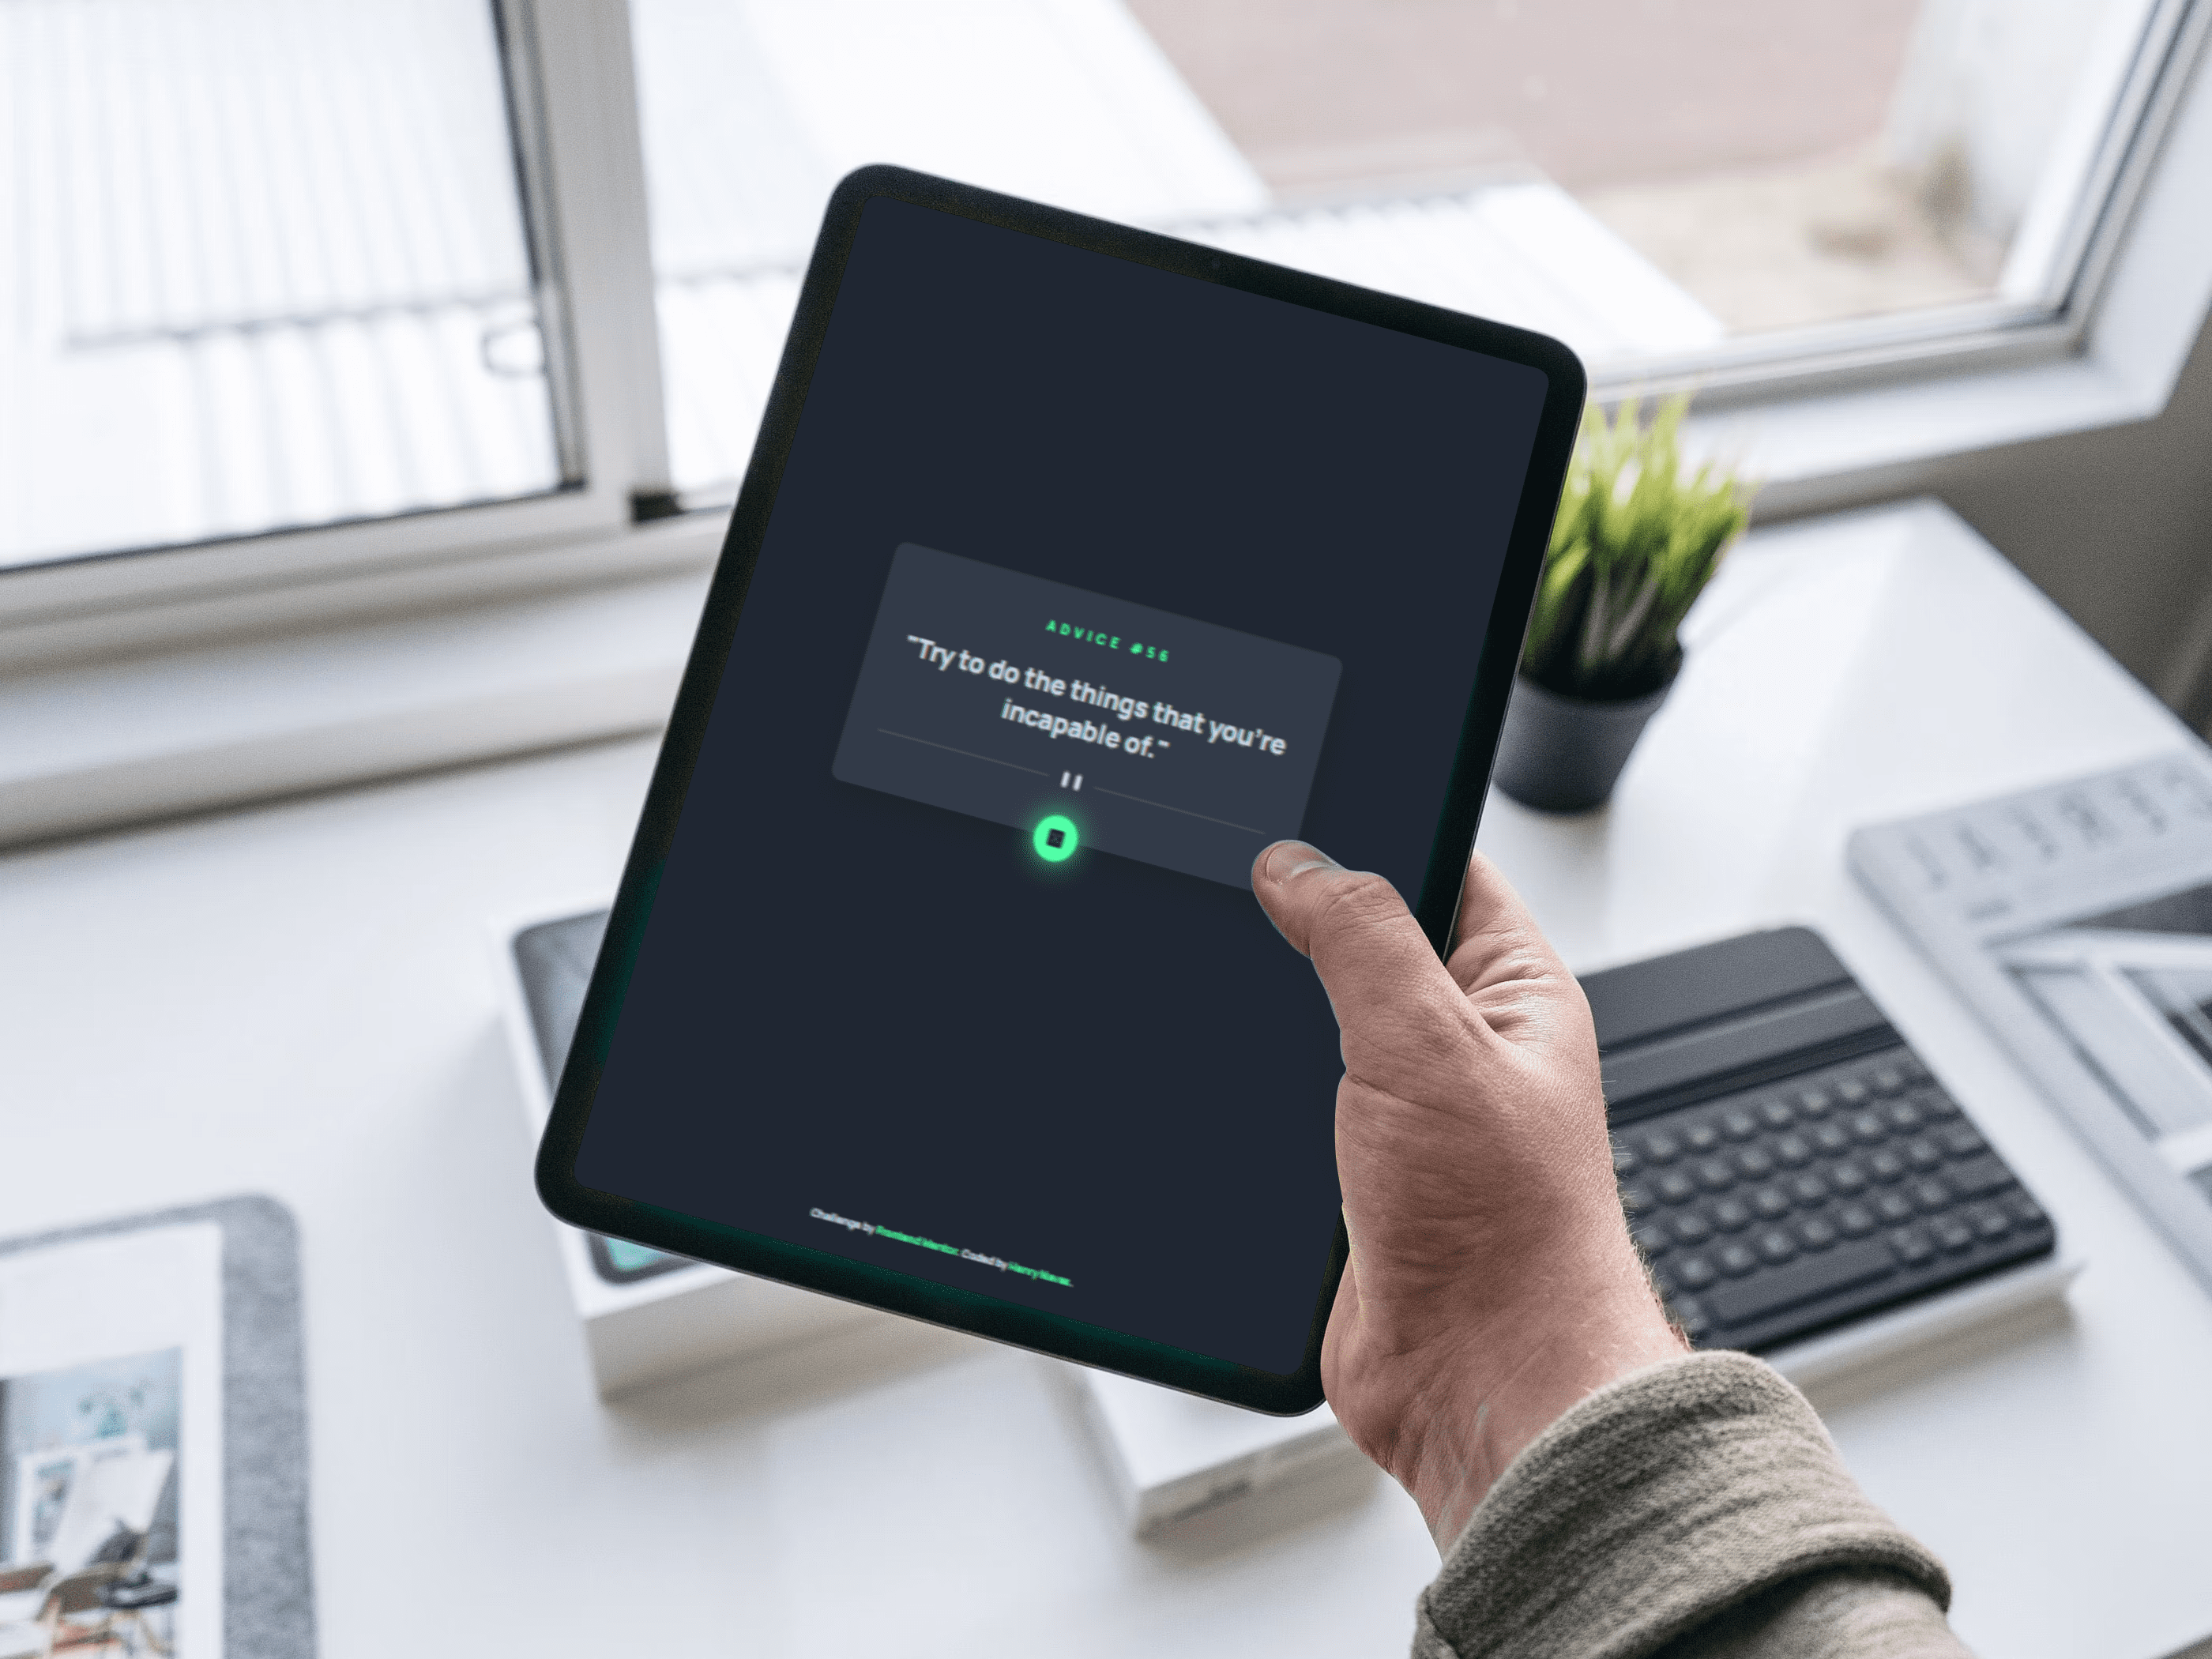 ADVICE #56
"Try to do the things that you're
incapable of."
Challenge by Frontend Mentor. Coded by Harry